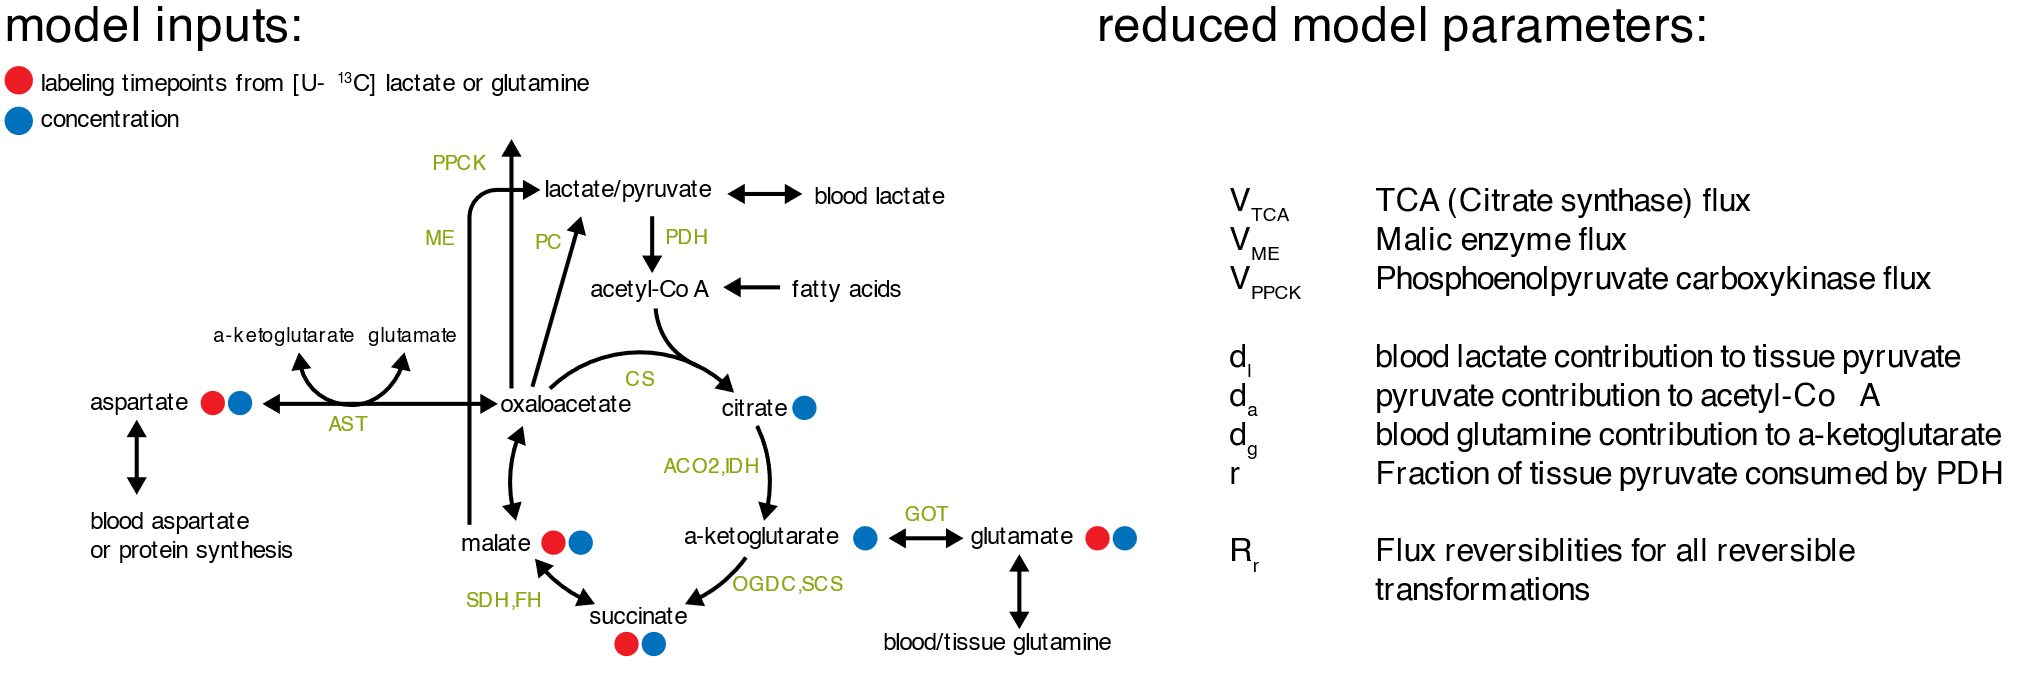 model inputs:
labeling timepoints from [U- 13C] lactate or glutamine
concentration
PPCK
lactate/pyruvate
blood lactate
ME
PC
PDH
acetyl-Co A
fatty acids
a-ketoglutarate
glutamate
CS
aspartate
AST
oxaloacetate
citrate
ACO2,IDH
blood aspartate
or protein synthesis
malate
a-ketoglutarate
GOT
glutamate
SDH,FH
OGDC,SCS
succinate
blood/tissue glutamine
reduced model parameters:
VTCA TCA (Citrate synthase) flux
VME Malic enzyme flux
VPPCK Phosphoenolpyruvate carboxykinase flux
dl blood lactate contribution to tissue pyruvate
da pyruvate contribution to acetyl-Co A
dg blood glutamine contribution to a-ketoglutarate
r Fraction of tissue pyruvate consumed by PDH
Rr Flux reversiblities for all reversible
transformations